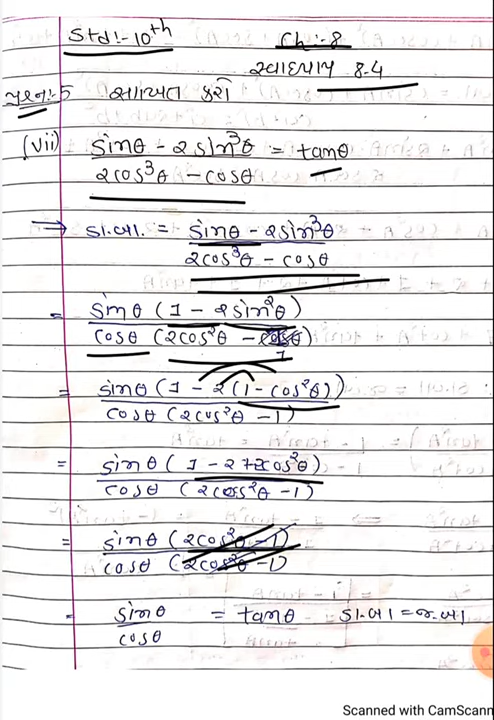 Std:- 10th Ch:- 8
સ્વાધ્યાય 8.4
પ્રશ્ન:-5 સાબિત કરો
(vii) sinθ - 2sin³θ / 2cos³θ - cosθ = tanθ
⇒ ડા.બા. = sinθ - 2sin³θ / 2cos³θ - cosθ
= sinθ (1 - 2sin²θ) / cosθ (2cos²θ - 1)
= sinθ (1 - 2(1 - cos²θ)) / cosθ (2cos²θ - 1)
= sinθ (1 - 2 + 2cos²θ) / cosθ (2cos²θ - 1)
= sinθ (2cos²θ - 1) / cosθ (2cos²θ - 1)
= sinθ / cosθ = tanθ ડા.બા = જ.બા
Scanned with CamScann